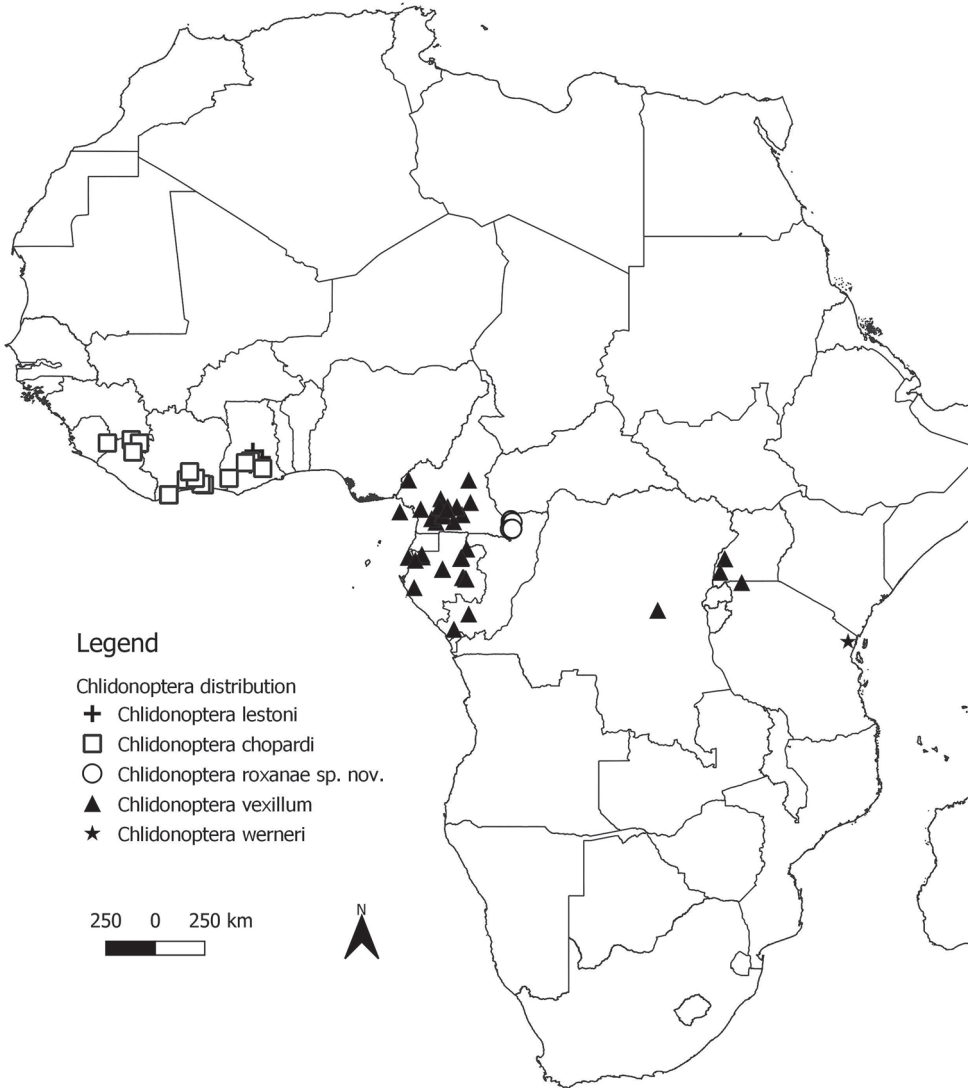 Legend
Chlidonoptera distribution
Chlidonoptera lestoni
Chlidonoptera chopardi
Chlidonoptera roxanae sp. nov.
Chlidonoptera vexillum
Chlidonoptera werneri
250 0 250 km
N